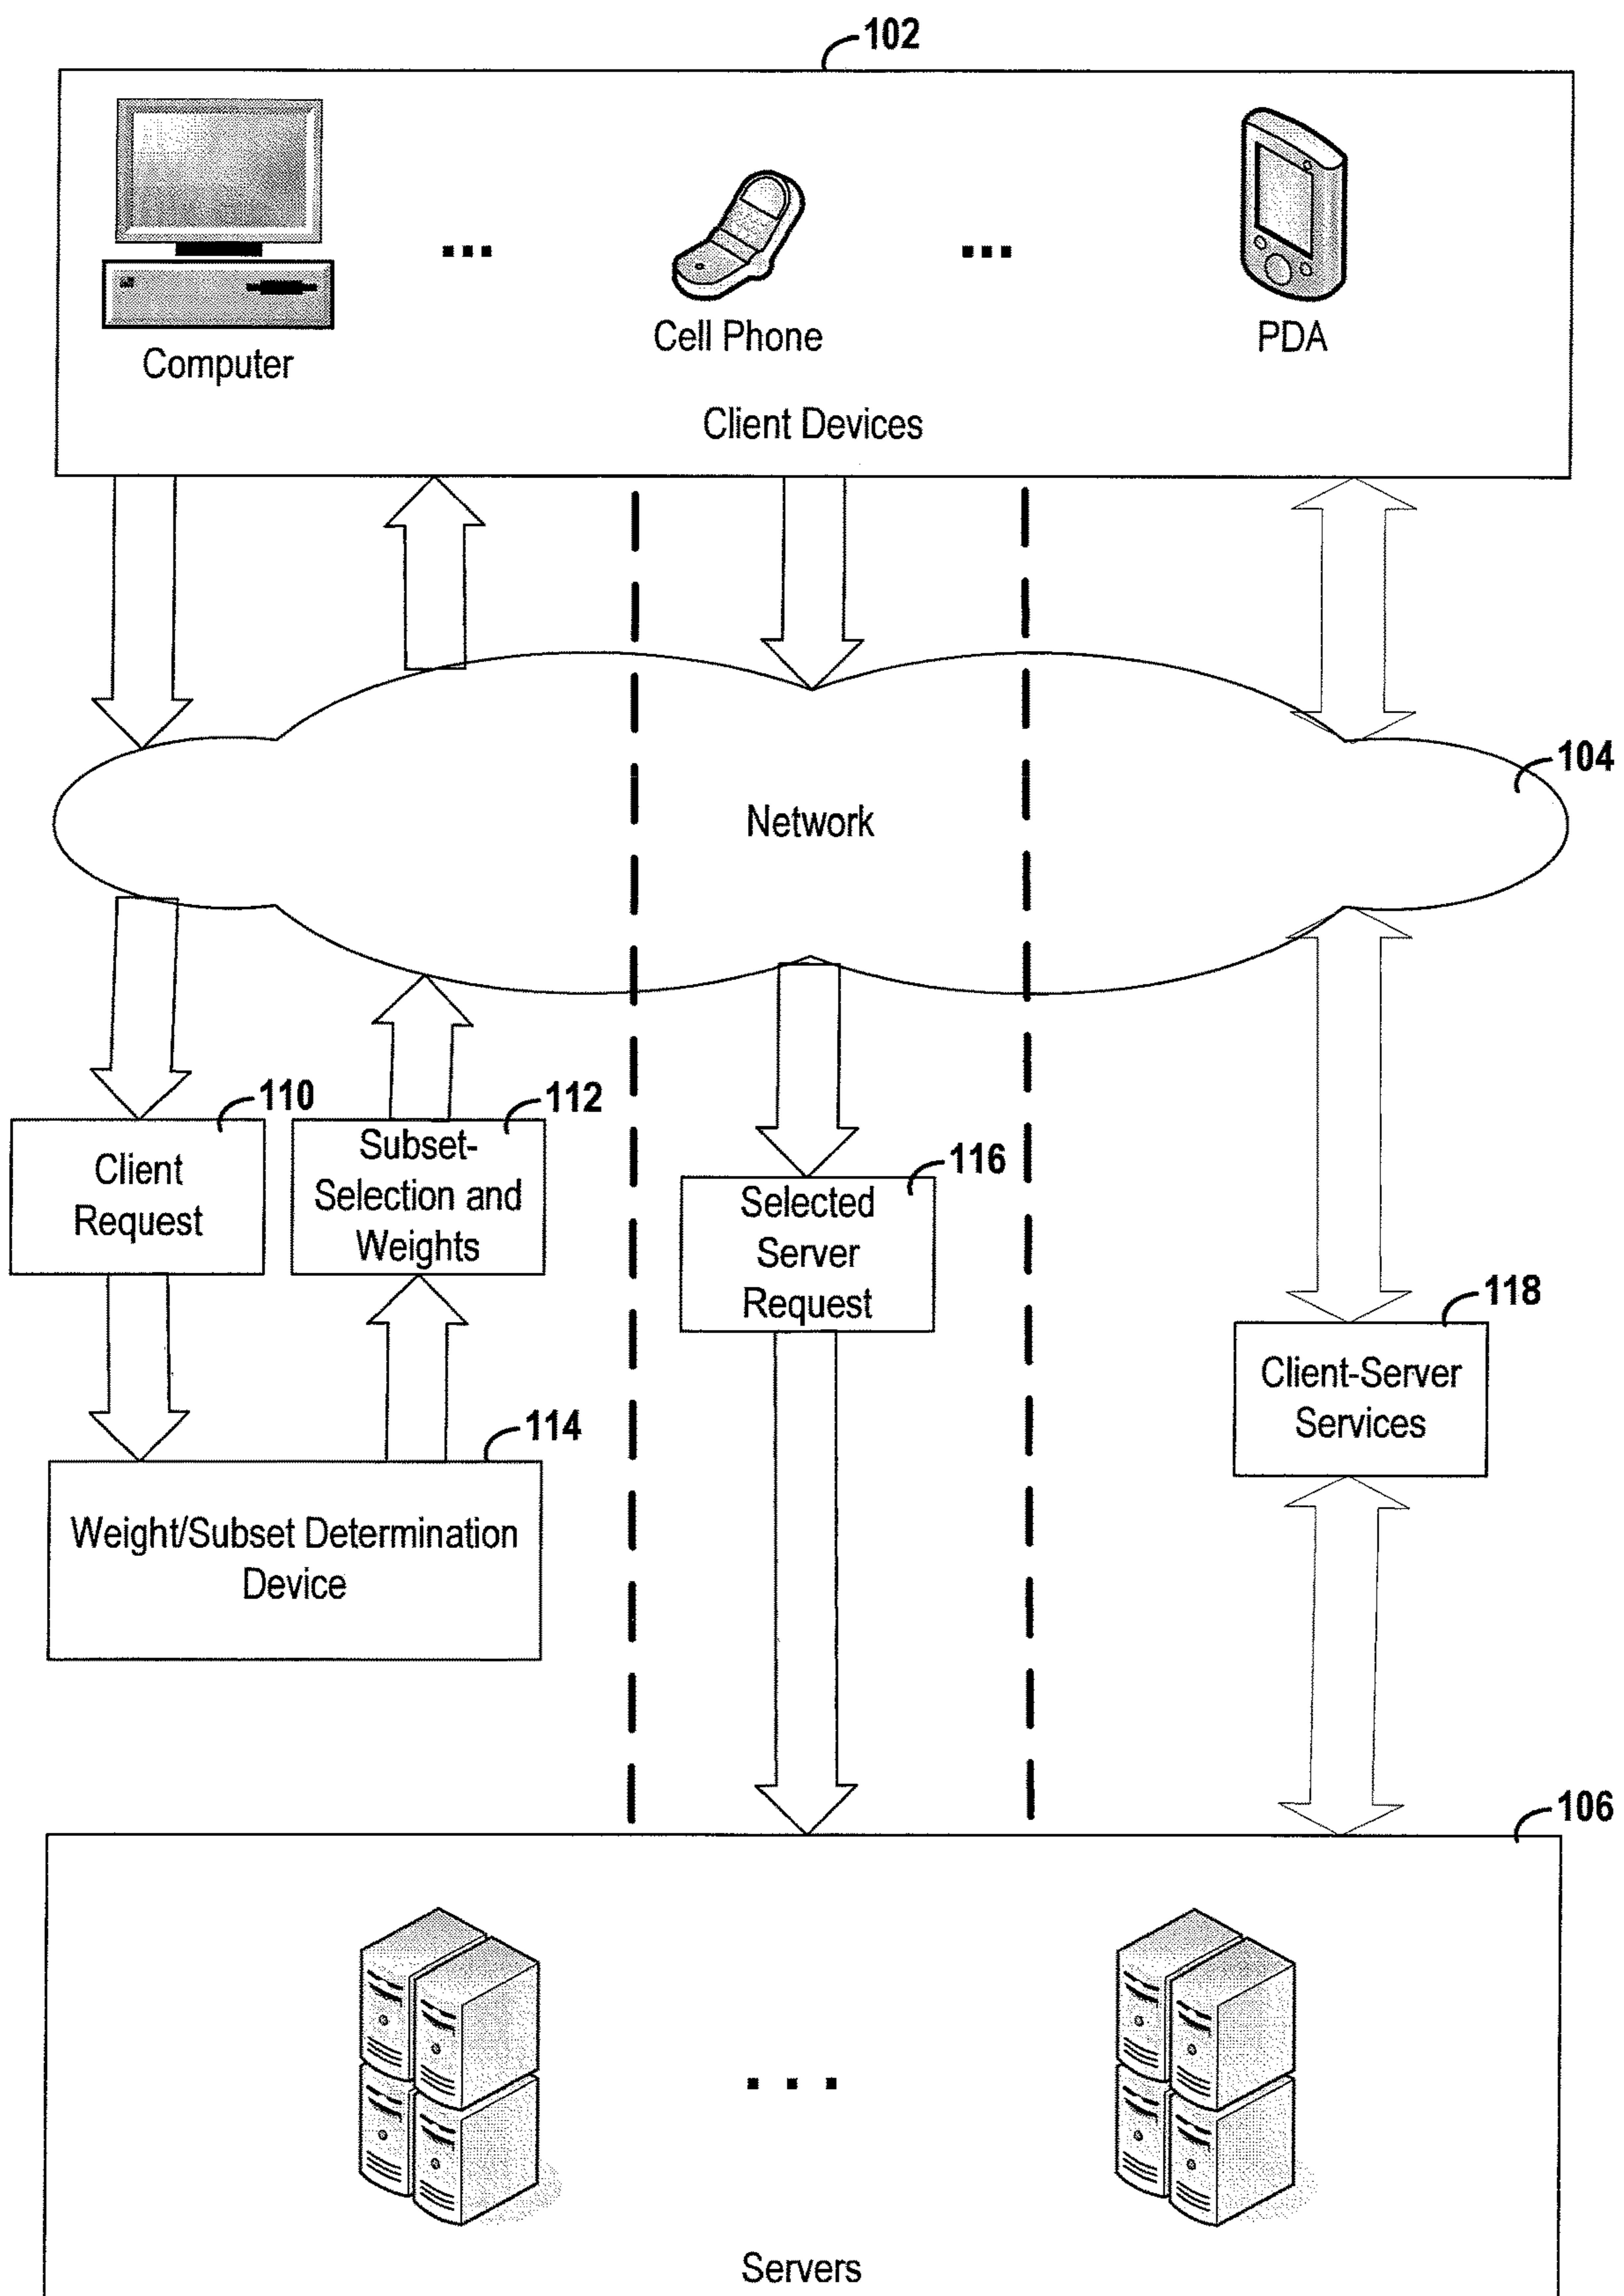 102
...
...
Computer
Cell Phone
PDA
Client Devices
104
Network
110
Client
Request
112
Subset-
Selection and
Weights
116
Selected
Server
Request
118
Client-Server
Services
114
Weight/Subset Determination
Device
106
...
Servers